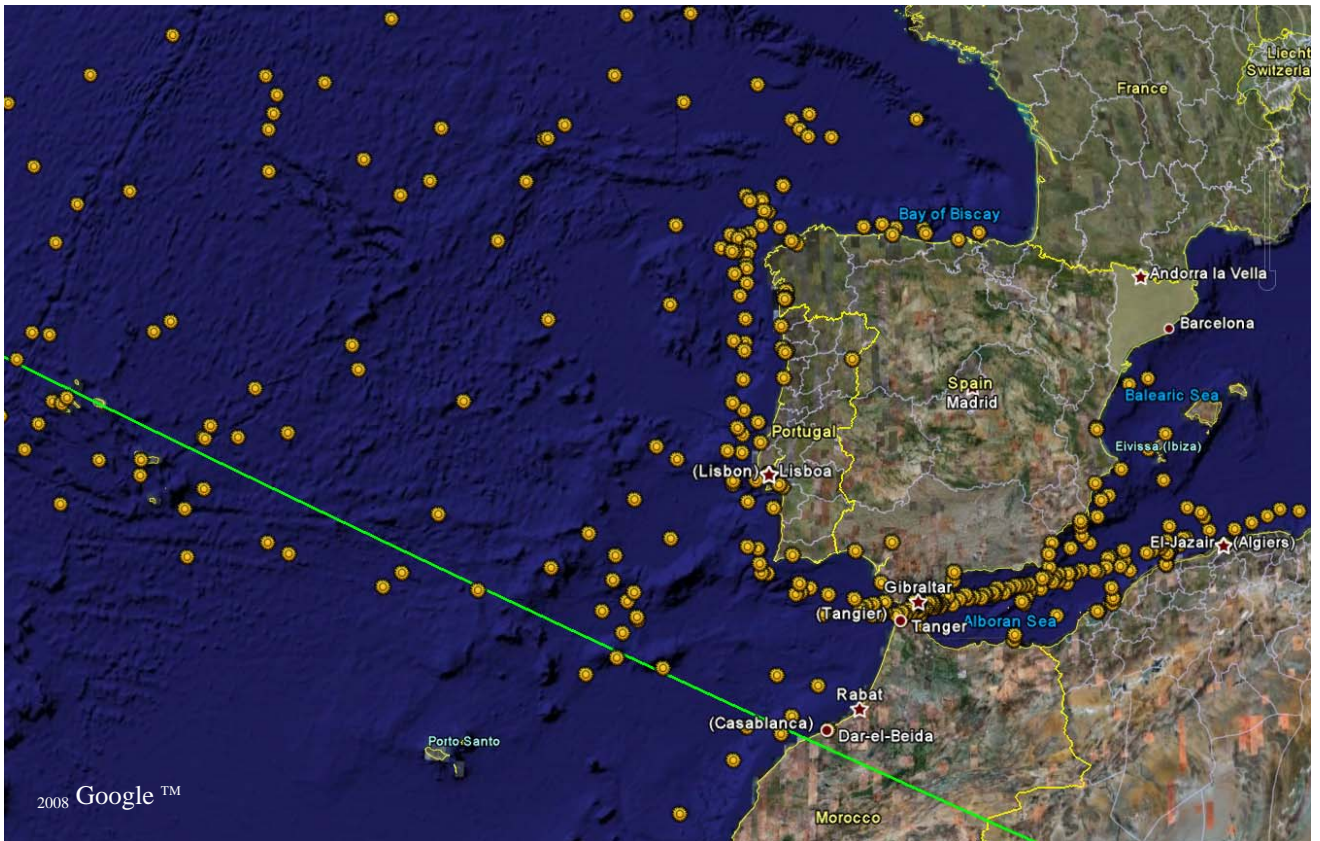 Liecht
Switzerla
France
Bay of Biscay
Andorra la Vella
Barcelona
Spain
Madrid
Balearic Sea
Portugal
Eivissa (Ibiza)
(Lisbon) Lisboa
El-Jazair (Algiers)
Gibraltar
(Tangier) Tanger
Alboran Sea
Rabat
(Casablanca) Dar-el-Beida
Porto Santo
2008 Google ™
Morocco